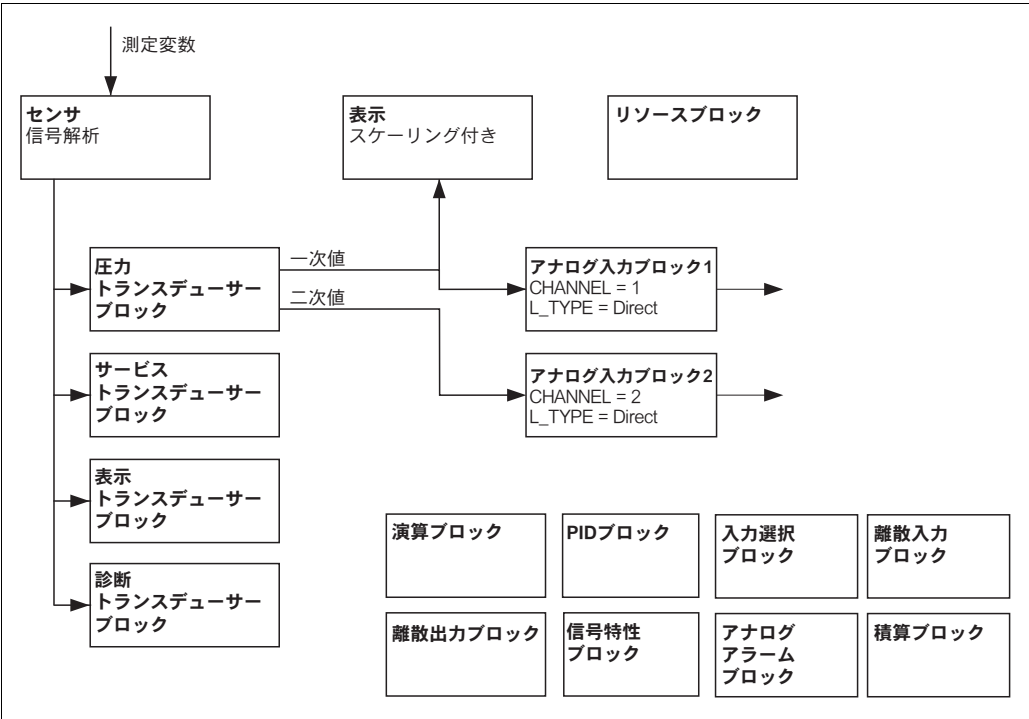 測定変数
センサ
信号解析
表示
スケーリング付き
リソースブロック
圧力
トランスデューサー
ブロック
一次値
二次値
アナログ入力ブロック1
CHANNEL = 1
L_TYPE = Direct
サービス
トランスデューサー
ブロック
アナログ入力ブロック2
CHANNEL = 2
L_TYPE = Direct
表示
トランスデューサー
ブロック
診断
トランスデューサー
ブロック
演算ブロック
PIDブロック
入力選択
ブロック
離散入力
ブロック
離散出力ブロック
信号特性
ブロック
アナログ
アラーム
ブロック
積算ブロック